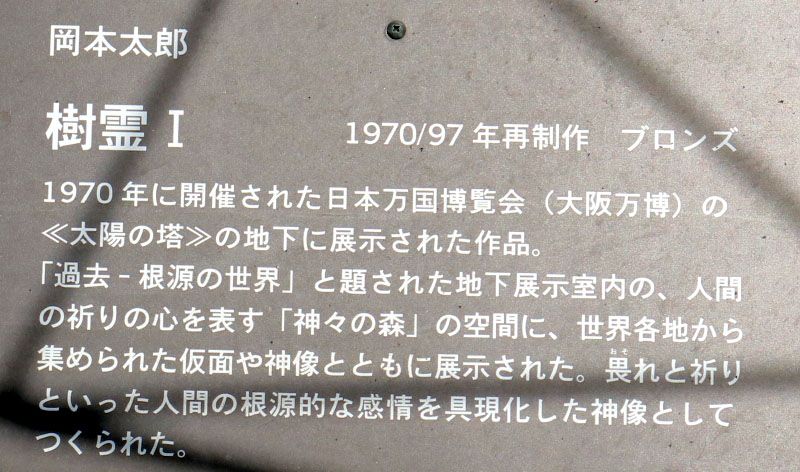 岡本太郎
樹霊 I 1970/97 年再制作 ブロンズ
1970 年に開催された日本万国博覧会（大阪万博）の
≪太陽の塔≫の地下に展示された作品。
「過去 - 根源の世界」と題された地下展示室内の、人間
の祈りの心を表す「神々の森」の空間に、世界各地から
集められた仮面や神像とともに展示された。畏れと祈り
おそ
といった人間の根源的な感情を具現化した神像として
つくられた。